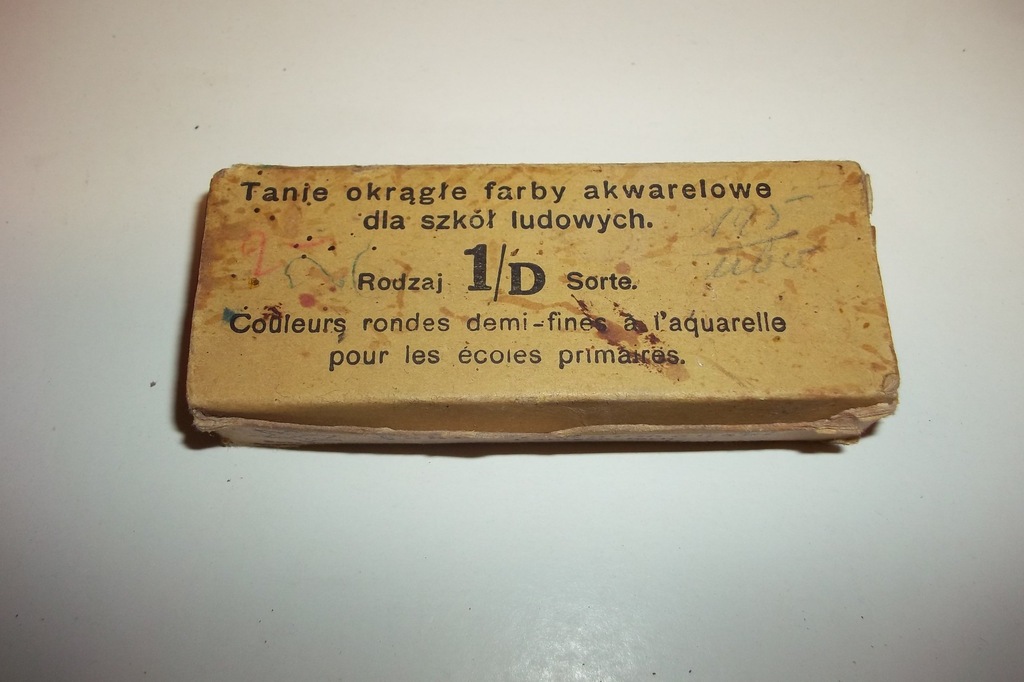 Tanie okrągłe farby akwarelowe
dla szkół ludowych.
Rodzaj 1/D Sorte.
Couleurs rondes demi-fines à l'aquarelle
pour les écoles primaires.